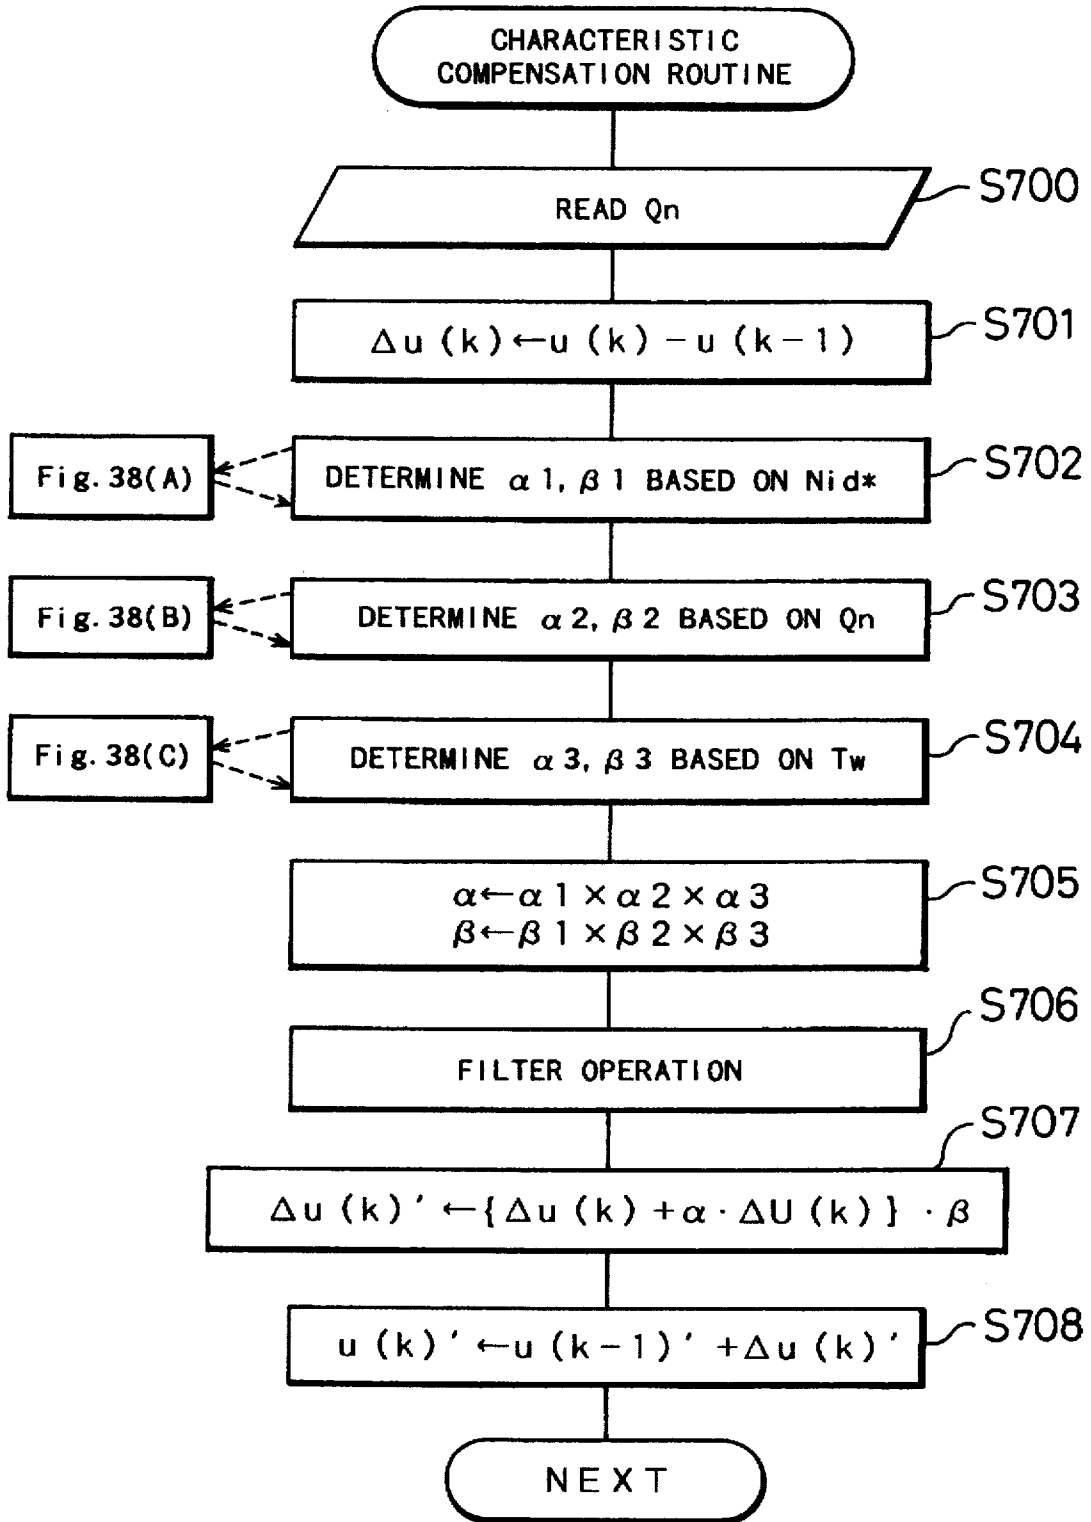 CHARACTERISTIC
COMPENSATION ROUTINE
READ Qn
S700
Δu(k)←u(k)-u(k-1)
S701
Fig.38(A)
DETERMINE α1,β1 BASED ON Nid*
S702
Fig.38(B)
DETERMINE α2,β2 BASED ON Qn
S703
Fig.38(C)
DETERMINE α3,β3 BASED ON Tw
S704
α←α1×α2×α3
β←β1×β2×β3
S705
FILTER OPERATION
S706
Δu(k)′←{Δu(k)+α·ΔU(k)}·β
S707
u(k)′←u(k-1)′+Δu(k)′
S708
NEXT